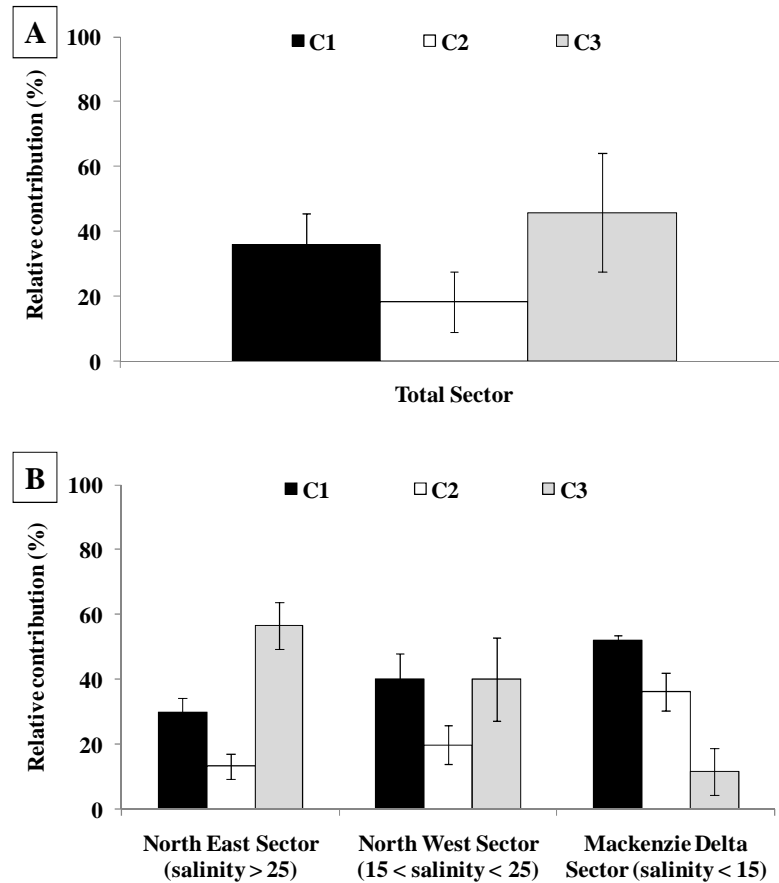 A
C1 C2 C3
Relative contribution (%)
100
80
60
40
20
0
Total Sector
B
C1 C2 C3
Relative contribution (%)
100
80
60
40
20
0
North East Sector
(salinity > 25)
North West Sector
(15 < salinity < 25)
Mackenzie Delta
Sector (salinity < 15)